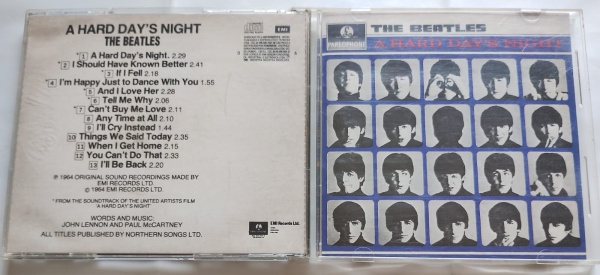 A HARD DAY'S NIGHT
THE BEATLES
*1 A Hard Day's Night. 2.29
*2 I Should Have Known Better 2.41
*3 If I Fell 2.18
*4 I'm Happy Just to Dance With You 1.55
*5 And I Love Her 2.28
*6 Tell Me Why 2.06
*7 Can't Buy Me Love 2.11
8 Any Time at All 2.10
9 I'll Cry Instead 1.44
10 Things We Said Today 2.35
11 When I Get Home 2.15
12 You Can't Do That 2.33
13 I'll Be Back 2.20
℗ 1964 ORIGINAL SOUND RECORDINGS MADE BY
EMI RECORDS LTD.
© 1964 EMI RECORDS LTD.
*FROM THE SOUNDTRACK OF THE UNITED ARTISTS FILM
'A HARD DAY'S NIGHT'
WORDS AND MUSIC:
JOHN LENNON AND PAUL McCARTNEY
ALL TITLES PUBLISHED BY NORTHERN SONGS LTD.
EMI
EMI Records Ltd.
PARLOPHONE
THE BEATLES
A HARD DAY'S NIGHT